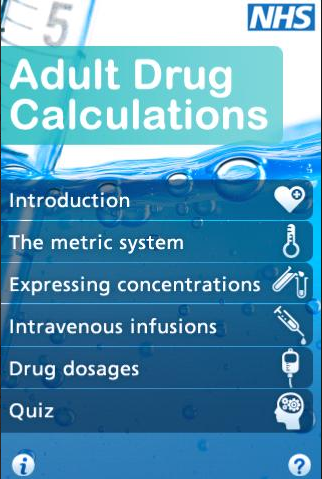 5
NHS
Adult Drug
Calculations
Introduction
The metric system
Expressing concentrations
Intravenous infusions
Drug dosages
Quiz
i
?